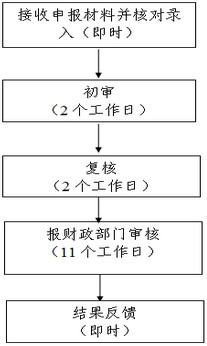 接收申报材料并核对录
入（即时）
初审
（2个工作日）
复核
（2个工作日）
报财政部门审核
（11个工作日）
结果反馈
（即时）